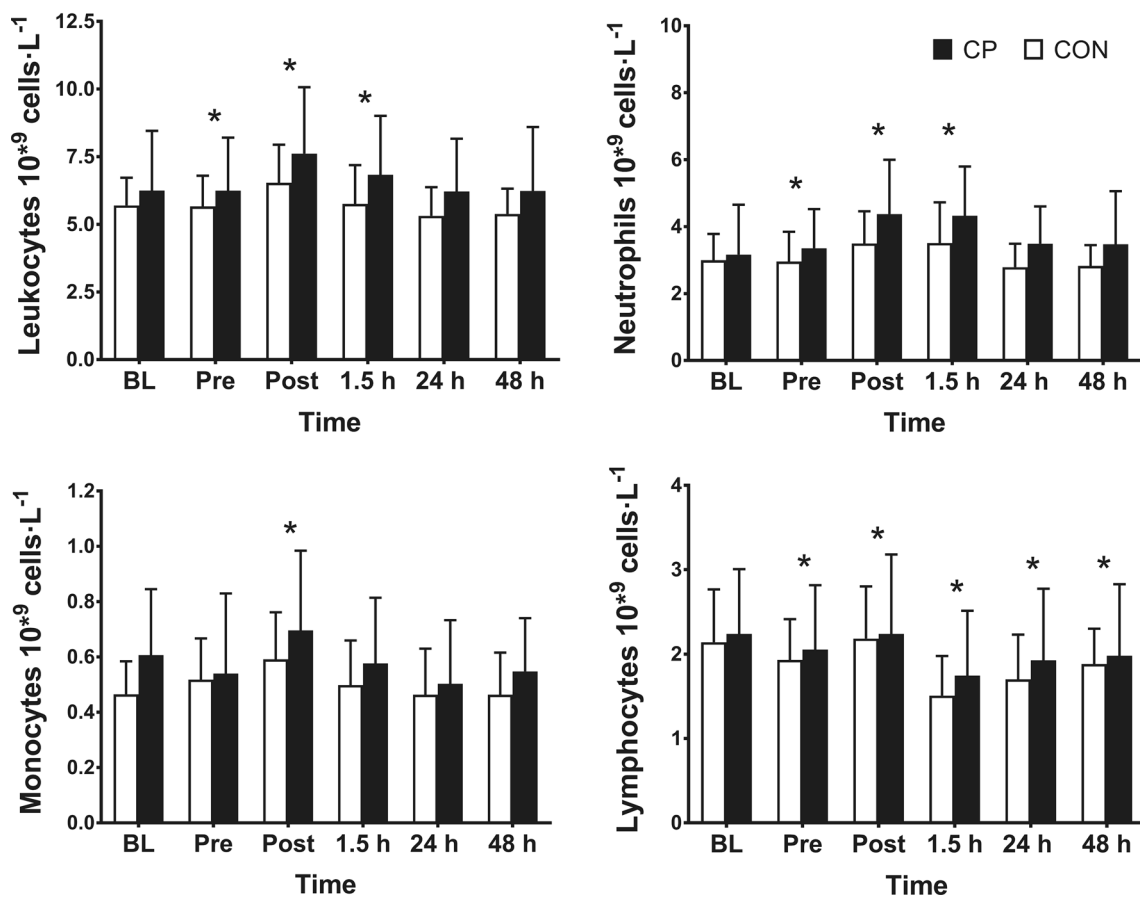 Leukocytes 10*⁹ cells·L⁻¹
12.5
10.0
7.5
5.0
2.5
0.0
*
*
*
BL Pre Post 1.5 h 24 h 48 h
Time
Neutrophils 10*⁹ cells·L⁻¹
10
8
6
4
2
0
CP CON
*
*
*
BL Pre Post 1.5 h 24 h 48 h
Time
Monocytes 10*⁹ cells·L⁻¹
1.2
1.0
0.8
0.6
0.4
0.2
0.0
*
BL Pre Post 1.5 h 24 h 48 h
Time
Lymphocytes 10*⁹ cells·L⁻¹
4
3
2
1
0
*
*
*
*
*
BL Pre Post 1.5 h 24 h 48 h
Time